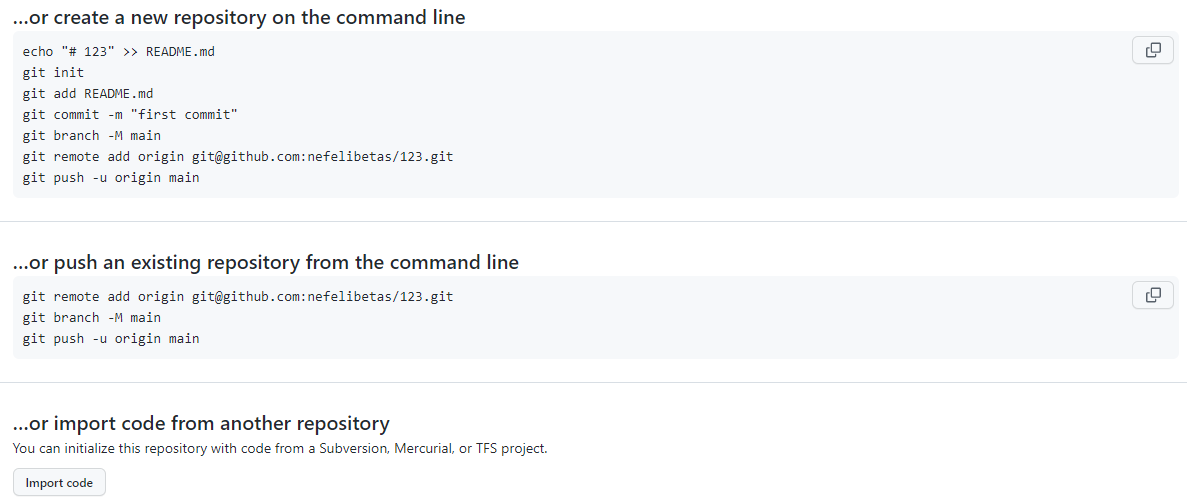 ...or create a new repository on the command line
echo "# 123" >> README.md
git init
git add README.md
git commit -m "first commit"
git branch -M main
git remote add origin git@github.com:nefelibetas/123.git
git push -u origin main
...or push an existing repository from the command line
git remote add origin git@github.com:nefelibetas/123.git
git branch -M main
git push -u origin main
...or import code from another repository
You can initialize this repository with code from a Subversion, Mercurial, or TFS project.
Import code